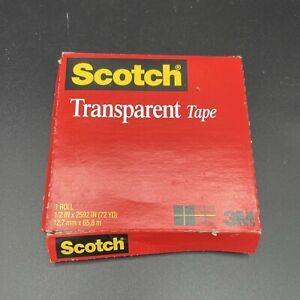 Scotch®
Transparent Tape
1 ROLL
1/2 IN x 2592 IN (72 YD)
12,7 mm x 65,8 m
3M
Scotch®